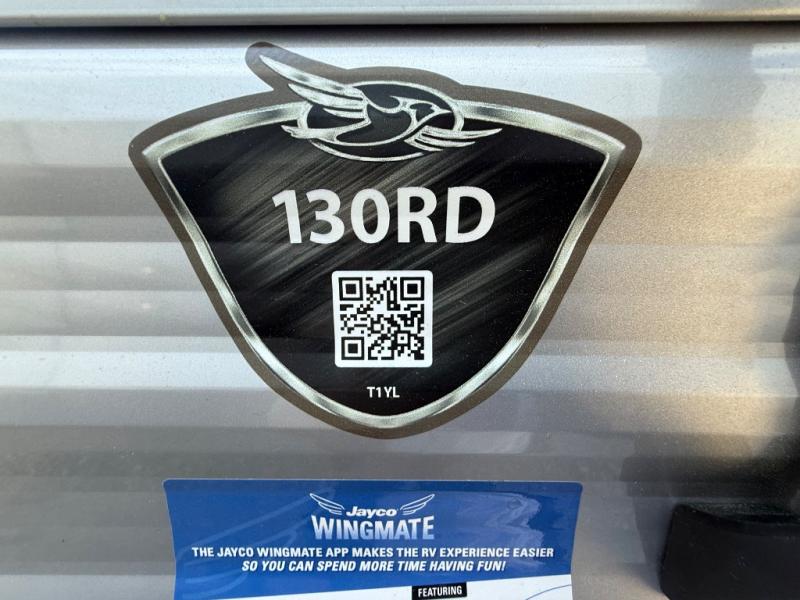 130RD
T1YL
Jayco
WINGMATE
THE JAYCO WINGMATE APP MAKES THE RV EXPERIENCE EASIER
SO YOU CAN SPEND MORE TIME HAVING FUN!
FEATURING